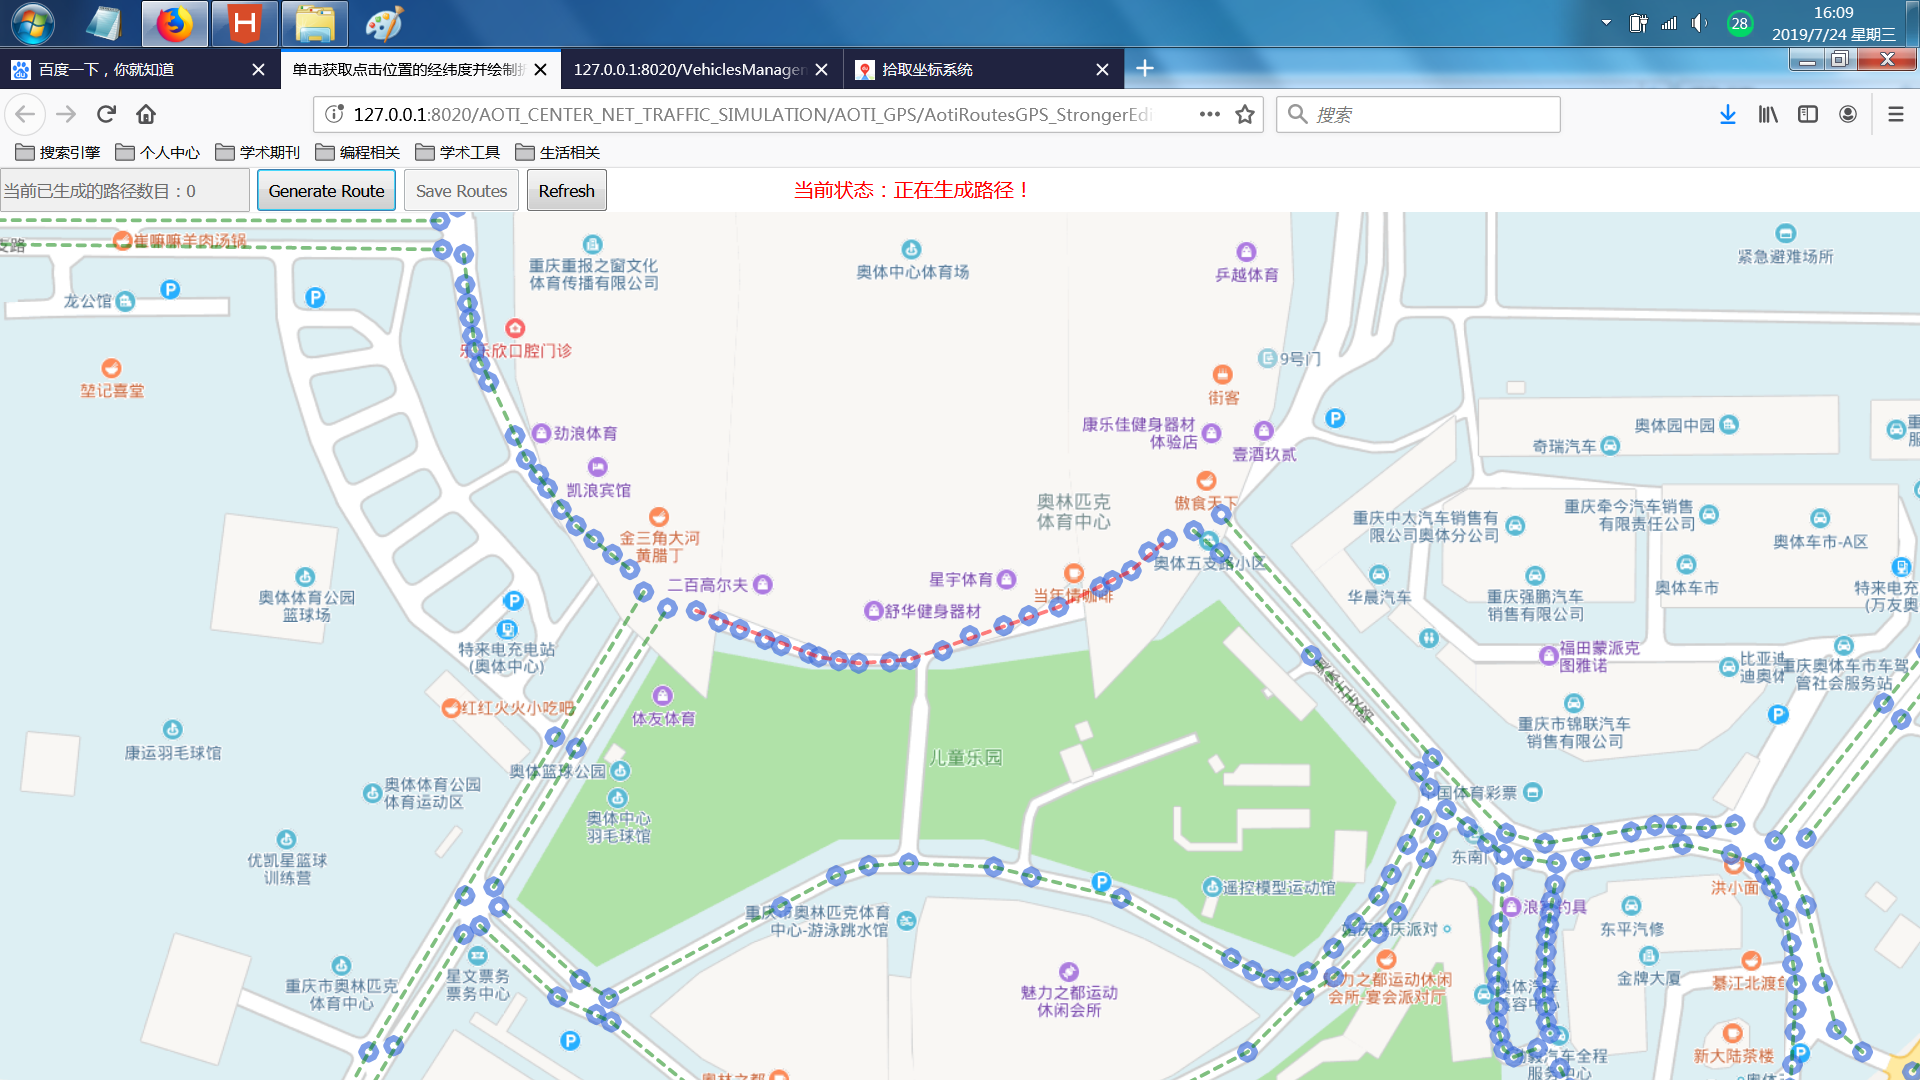 16:09
28
2019/7/24 星期三
百度一下，你就知道
单击获取点击位置的经纬度并绘制
127.0.0.1:8020/VehiclesManager
拾取坐标系统
127.0.0.1:8020/AOTI_CENTER_NET_TRAFFIC_SIMULATION/AOTI_GPS/AotiRoutesGPS_StrongerEdi
搜索
搜索引擎
个人中心
学术期刊
编程相关
学术工具
生活相关
当前已生成的路径数目：0
Generate Route
Save Routes
Refresh
当前状态：正在生成路径！
支路
崔嘛嘛羊肉汤锅
重庆重报之窗文化
体育传播有限公司
奥体中心体育场
乒越体育
紧急避难场所
龙公馆
P
P
欣口腔门诊
9号门
堃记喜堂
街客
P
康乐佳健身器材
体验店
壹酒玖贰
奥体园中园
奇瑞汽车
劲浪体育
凯浪宾馆
傲食天下
奥林匹克
体育中心
金三角大河
黄腊丁
重庆中大汽车销售有
限公司奥体分公司
重庆牵今汽车销售
有限责任公司
奥体车市-A区
奥体五支路小区
二百高尔夫
星宇体育
当年情咖啡
舒华健身器材
华晨汽车
重庆强鹏汽车
销售有限公司
奥体车市
特来电充电
(万友奥
奥体体育公园
篮球场
P
特来电充电站
(奥体中心)
福田蒙派克
图雅诺
比亚迪
迪奥体
重庆奥体车市车驾
管社会服务站
奥体五支路
体友体育
红红火火小吃吧
重庆市锦联汽车
销售有限公司
P
康运羽毛球馆
儿童乐园
奥体篮球公园
奥体体育公园
体育运动区
奥体中心
羽毛球馆
国体育彩票
优凯星篮球
训练营
东南门
P
遥控模型运动馆
洪小面
重庆市奥林匹克体育
中心-游泳跳水馆
钓具
东平汽修
庆派对
星文票务
票务中心
重庆市奥林匹克
体育中心
魅力之都运动
休闲会所
力之都运动休闲
会所-宴会派对厅
金牌大厦
綦江北渡鱼
P
新大陆茶楼
P
汽车全程
服务中心
奥林之都